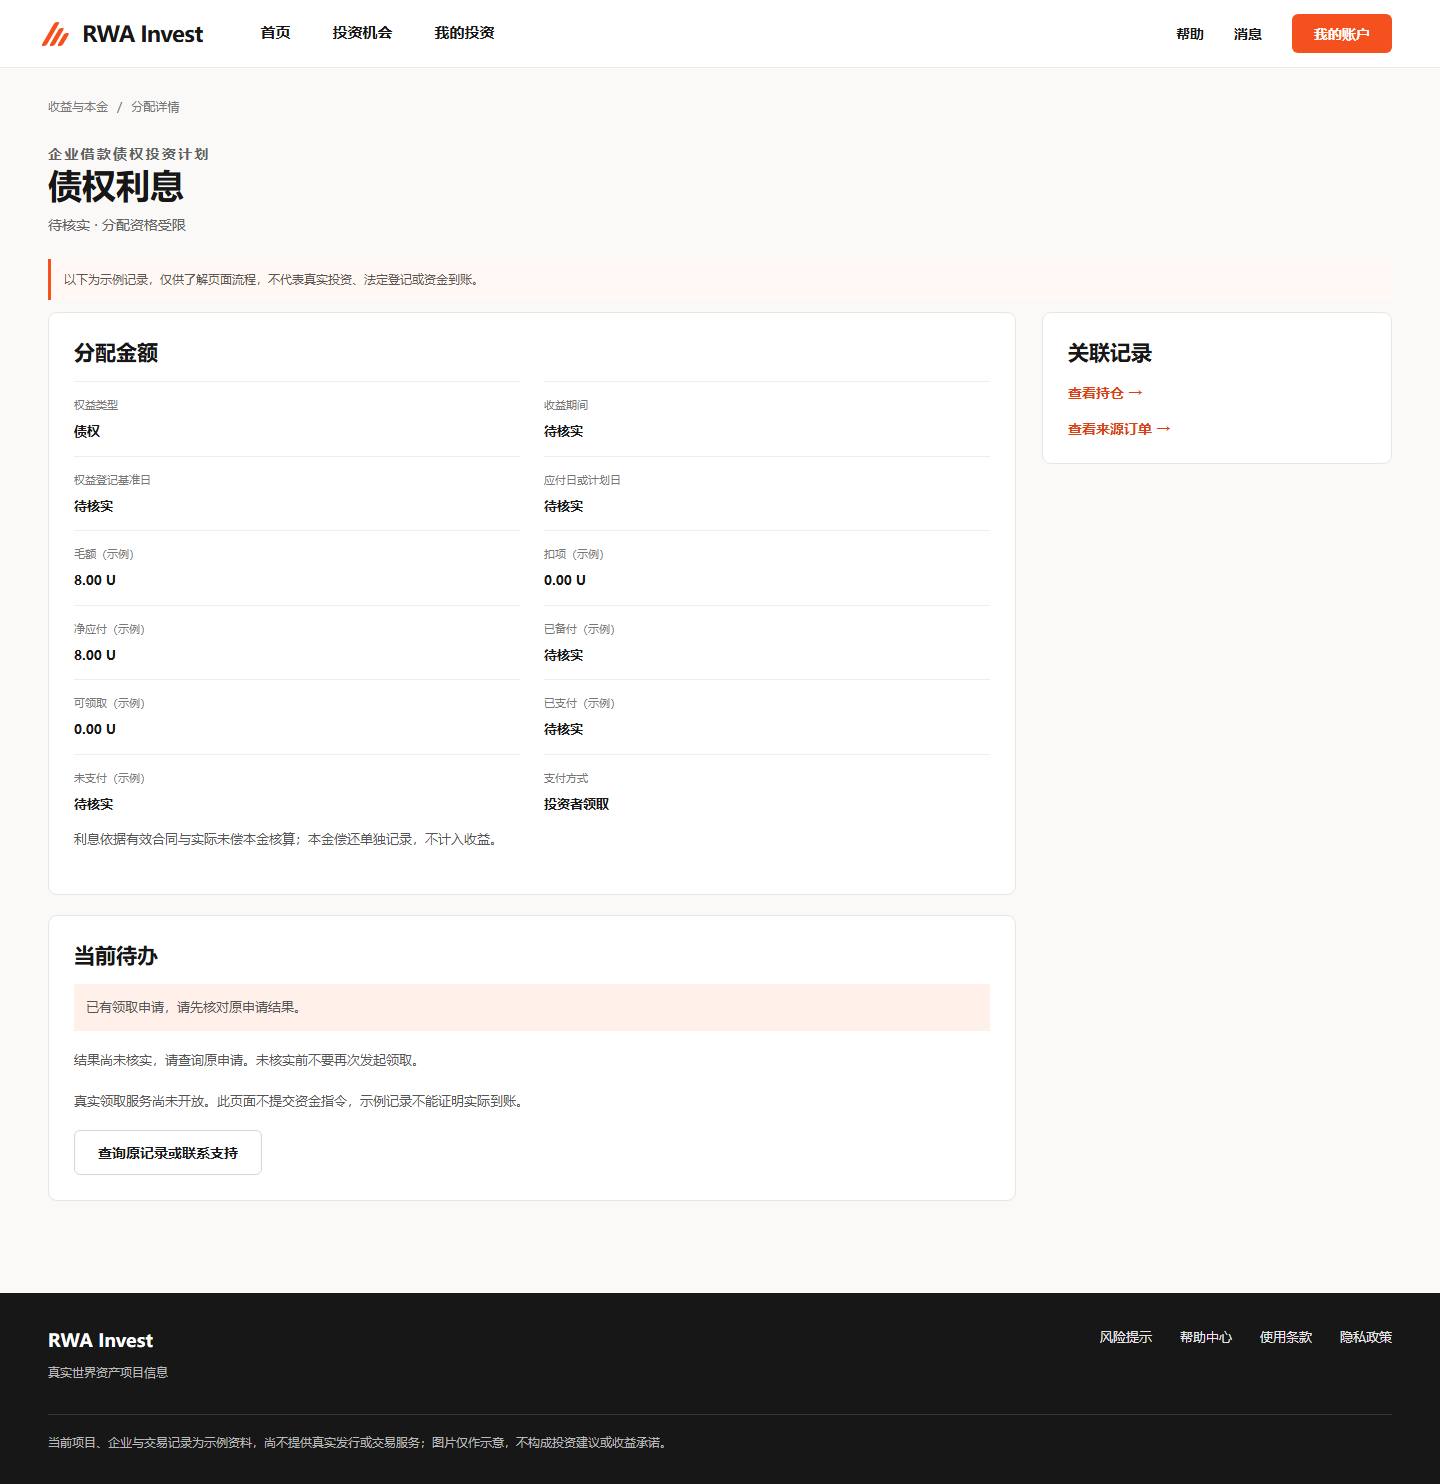 RWA Invest 首页 投资机会 我的投资 帮助 消息 我的账户
收益与本金 / 分配详情
企业借款债权投资计划
债权利息
待核实 · 分配资格受限
以下为示例记录，仅供了解页面流程，不代表真实投资、法定登记或资金到账。
分配金额
权益类型
债权
收益期间
待核实
权益登记基准日
待核实
应付日或计划日
待核实
毛额（示例）
8.00 U
扣项（示例）
0.00 U
净应付（示例）
8.00 U
已备付（示例）
待核实
可领取（示例）
0.00 U
已支付（示例）
待核实
未支付（示例）
待核实
支付方式
投资者领取
利息依据有效合同与实际未偿本金核算；本金偿还单独记录，不计入收益。
关联记录
查看持仓 →
查看来源订单 →
当前待办
已有领取申请，请先核对原申请结果。
结果尚未核实，请查询原申请。未核实前不要再次发起领取。
真实领取服务尚未开放。此页面不提交资金指令，示例记录不能证明实际到账。
查询原记录或联系支持
RWA Invest
真实世界资产项目信息
风险提示 帮助中心 使用条款 隐私政策
当前项目、企业与交易记录为示例资料，尚不提供真实发行或交易服务；图片仅作示意，不构成投资建议或收益承诺。